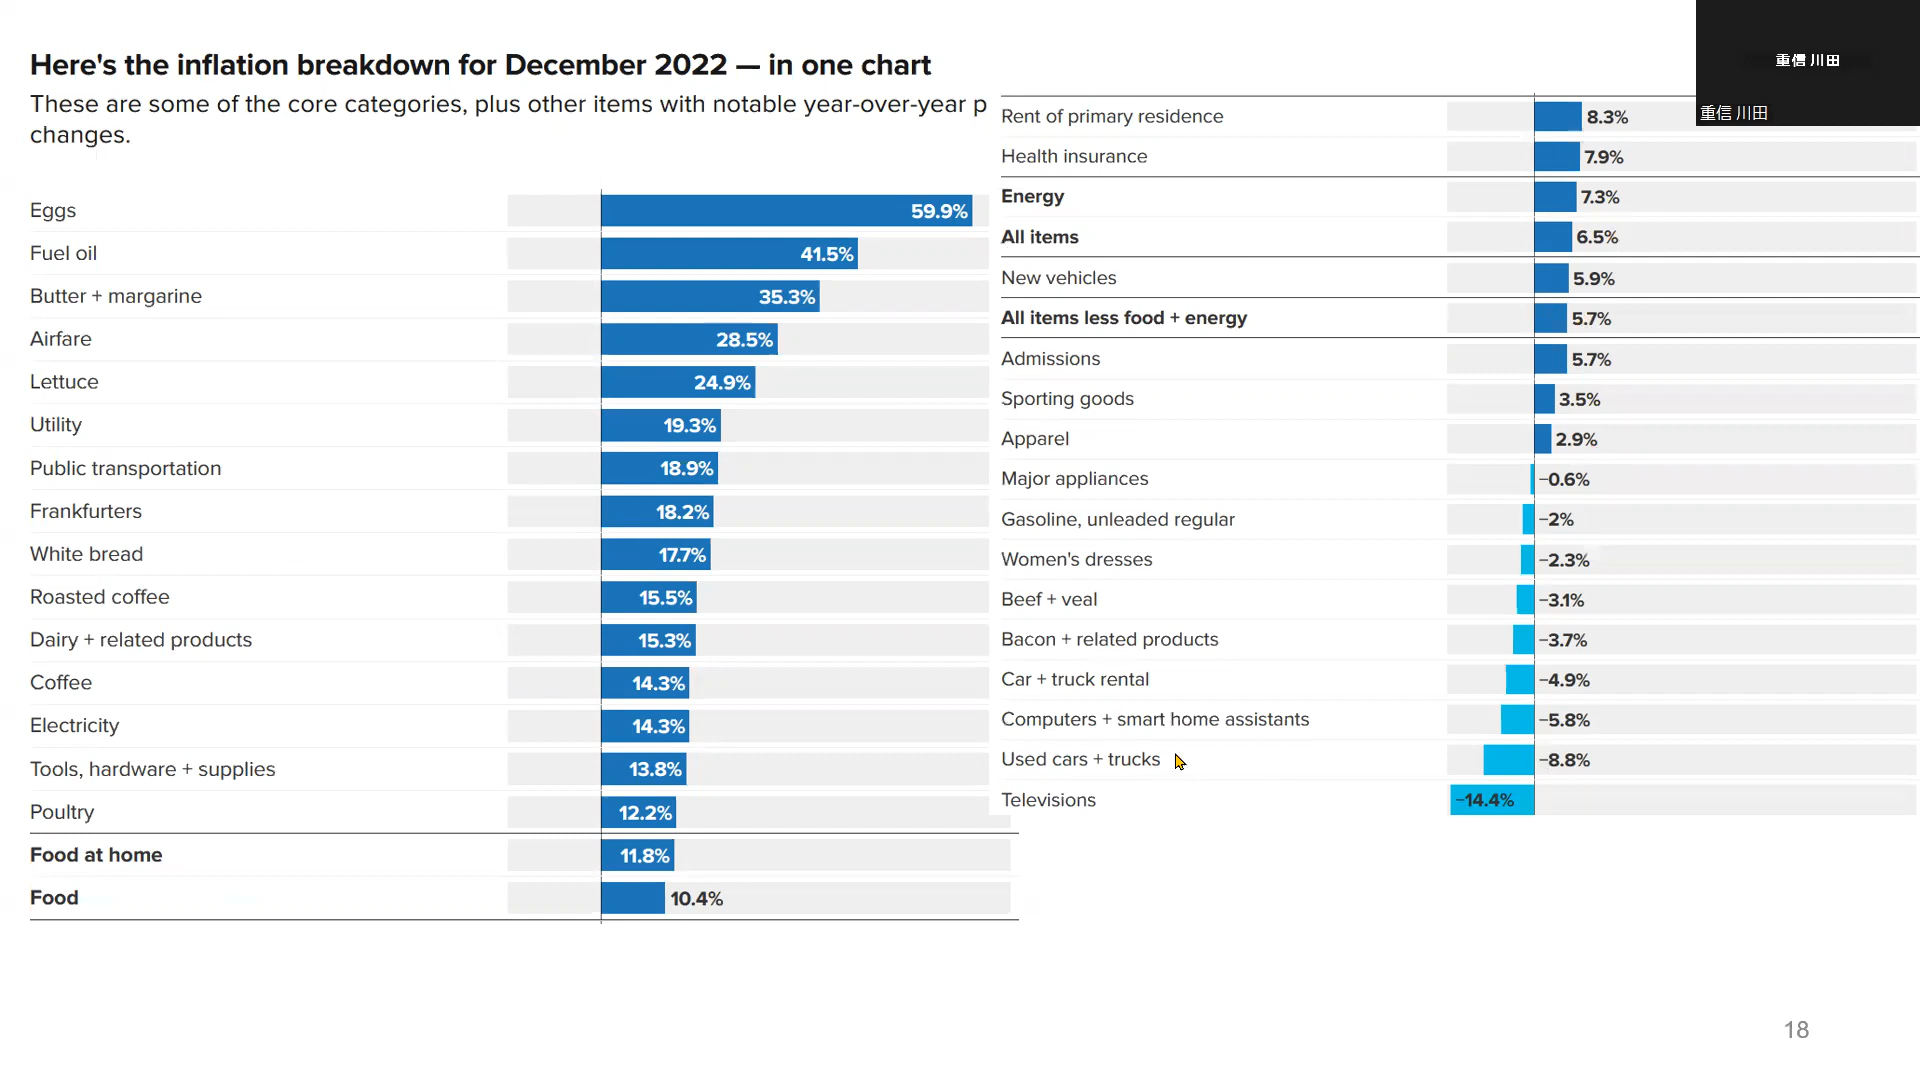 Here's the inflation breakdown for December 2022 — in one chart
These are some of the core categories, plus other items with notable year-over-year p
changes.
Eggs 59.9%
Fuel oil 41.5%
Butter + margarine 35.3%
Airfare 28.5%
Lettuce 24.9%
Utility 19.3%
Public transportation 18.9%
Frankfurters 18.2%
White bread 17.7%
Roasted coffee 15.5%
Dairy + related products 15.3%
Coffee 14.3%
Electricity 14.3%
Tools, hardware + supplies 13.8%
Poultry 12.2%
Food at home 11.8%
Food 10.4%
Rent of primary residence 8.3%
Health insurance 7.9%
Energy 7.3%
All items 6.5%
New vehicles 5.9%
All items less food + energy 5.7%
Admissions 5.7%
Sporting goods 3.5%
Apparel 2.9%
Major appliances −0.6%
Gasoline, unleaded regular −2%
Women's dresses −2.3%
Beef + veal −3.1%
Bacon + related products −3.7%
Car + truck rental −4.9%
Computers + smart home assistants −5.8%
Used cars + trucks −8.8%
Televisions −14.4%
重信 川田
重信 川田
18